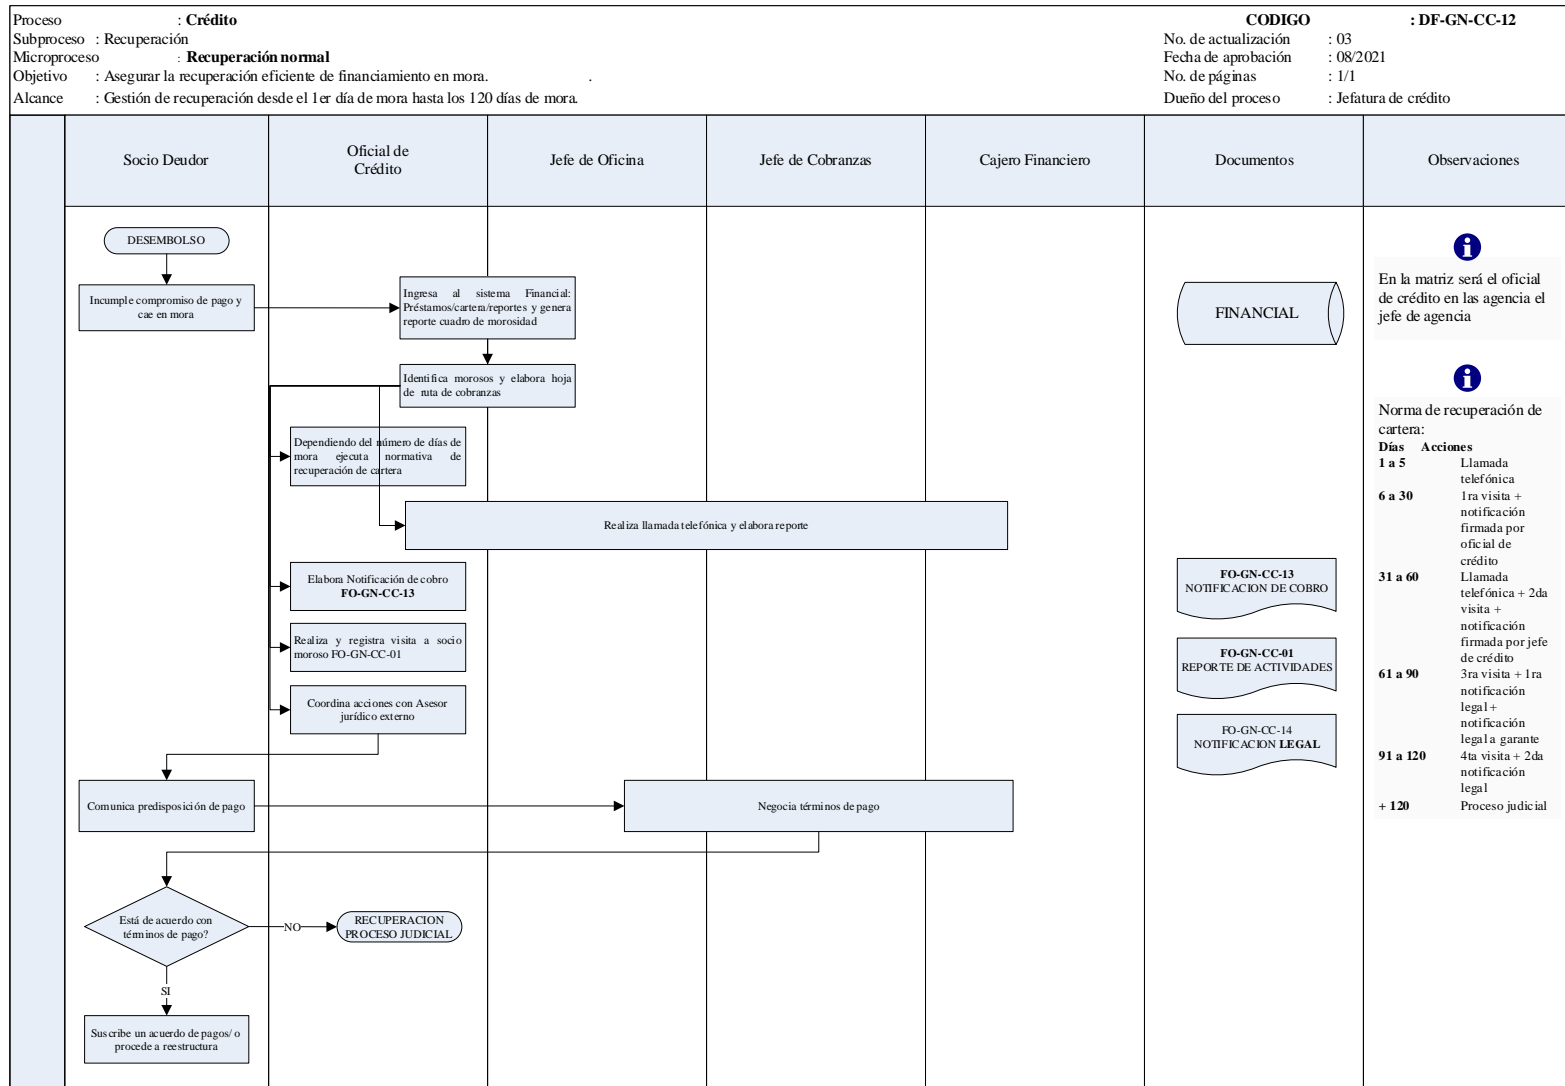 Proceso : Crédito
Subproceso : Recuperación
Microproceso : Recuperación normal
Objetivo : Asegurar la recuperación eficiente de financiamiento en mora. .
Alcance : Gestión de recuperación desde el 1er día de mora hasta los 120 días de mora.
CODIGO : DF-GN-CC-12
No. de actualización : 03
Fecha de aprobación : 08/2021
No. de páginas : 1/1
Dueño del proceso : Jefatura de crédito
Socio Deudor
Oficial de
Crédito
Jefe de Oficina
Jefe de Cobranzas
Cajero Financiero
Documentos
Observaciones
DESEMBOLSO
Incumple compromiso de pago y
cae en mora
Ingresa al sistema Financial:
Préstamos/cartera/reportes y genera
reporte cuadro de morosidad
Identifica morosos y elabora hoja
de ruta de cobranzas
Dependiendo del número de días de
mora ejecuta normativa de
recuperación de cartera
Realiza llamada telefónica y elabora reporte
Elabora Notificación de cobro
FO-GN-CC-13
Realiza y registra visita a socio
moroso FO-GN-CC-01
Coordina acciones con Asesor
jurídico externo
Comunica predisposición de pago
Negocia términos de pago
Está de acuerdo con
términos de pago?
NO
RECUPERACION
PROCESO JUDICIAL
SI
Suscribe un acuerdo de pagos/ o
procede a reestructura
FINANCIAL
FO-GN-CC-13
NOTIFICACION DE COBRO
FO-GN-CC-01
REPORTE DE ACTIVIDADES
FO-GN-CC-14
NOTIFICACION LEGAL
i
En la matriz será el oficial
de crédito en las agencia el
jefe de agencia
i
Norma de recuperación de
cartera:
Días Acciones
1 a 5 Llamada
telefónica
6 a 30 1ra visita +
notificación
firmada por
oficial de
crédito
31 a 60 Llamada
telefónica + 2da
visita +
notificación
firmada por jefe
de crédito
61 a 90 3ra visita + 1ra
notificación
legal +
notificación
legal a garante
91 a 120 4ta visita + 2da
notificación
legal
+ 120 Proceso judicial